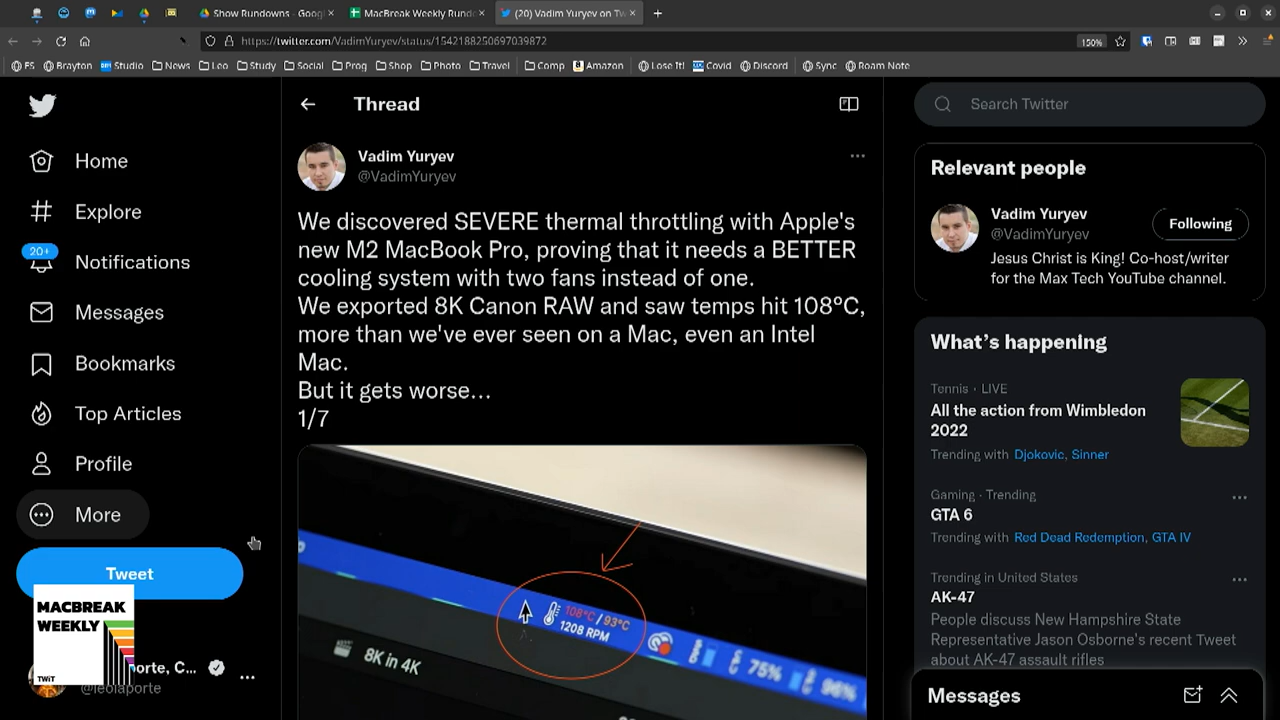 Show Rundowns - Googl
MacBreak Weekly Rund
(20) Vadim Yuryev on Tw
https://twitter.com/VadimYuryev/status/1542188250697039872
150%
FS
Brayton
Studio
News
Leo
Study
Social
Prog
Shop
Photo
Travel
Comp
Amazon
Lose It!
Covid
Discord
Sync
Roam Note
Home
Explore
20+
Notifications
Messages
Bookmarks
Top Articles
Profile
More
Tweet
MACBREAK
WEEKLY
TWiT
orte, C...
@leolaporte
Thread
Vadim Yuryev
@VadimYuryev
We discovered SEVERE thermal throttling with Apple's
new M2 MacBook Pro, proving that it needs a BETTER
cooling system with two fans instead of one.
We exported 8K Canon RAW and saw temps hit 108°C,
more than we've ever seen on a Mac, even an Intel
Mac.
But it gets worse...
1/7
108°C / 93°C
1208 RPM
75%
96%
8K in 4K
Search Twitter
Relevant people
Vadim Yuryev
@VadimYuryev
Following
Jesus Christ is King! Co-host/writer
for the Max Tech YouTube channel.
What's happening
Tennis · LIVE
All the action from Wimbledon
2022
Trending with Djokovic, Sinner
Gaming · Trending
GTA 6
Trending with Red Dead Redemption, GTA IV
Trending in United States
AK-47
People discuss New Hampshire State
Representative Jason Osborne's recent Tweet
about AK-47 assault rifles
Messages